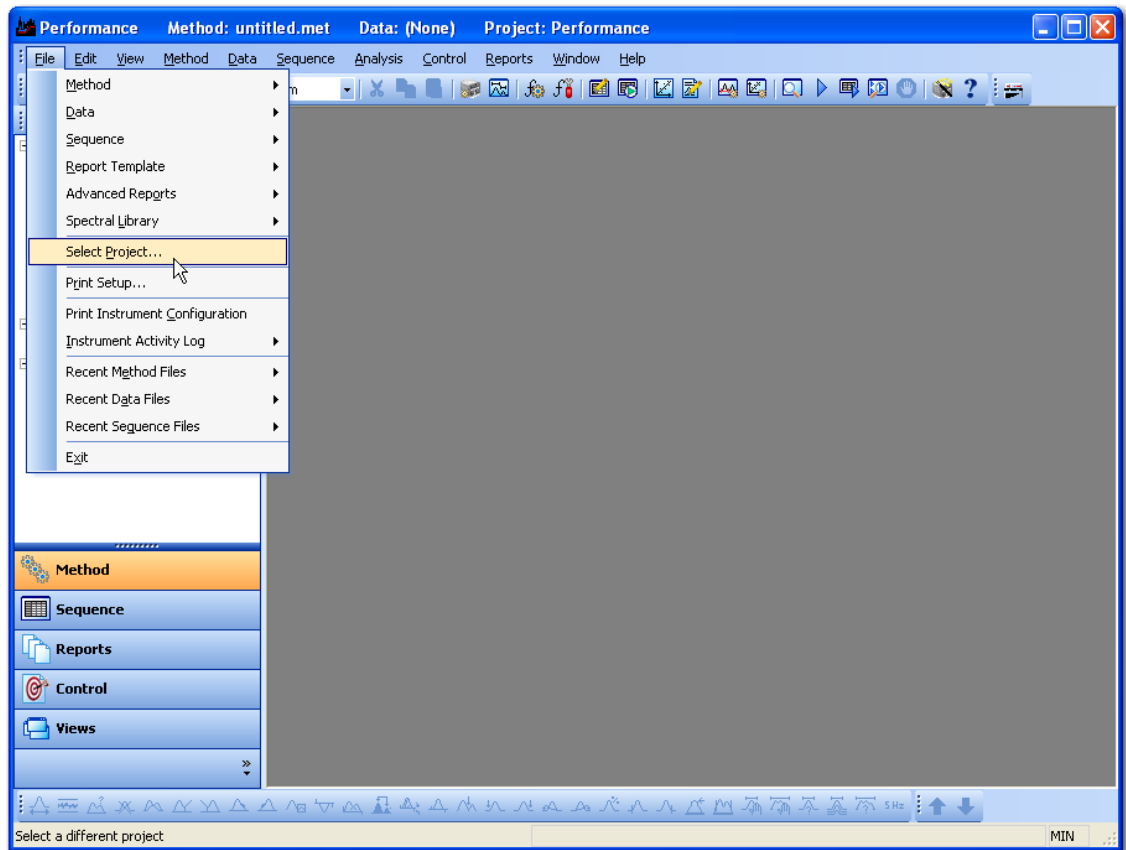 Performance Method: untitled.met Data: (None) Project: Performance
File Edit View Method Data Sequence Analysis Control Reports Window Help
Method
m
Data
Sequence
Report Template
Advanced Reports
Spectral Library
Select Project...
Print Setup...
Print Instrument Configuration
Instrument Activity Log
Recent Method Files
Recent Data Files
Recent Sequence Files
Exit
Method
Sequence
Reports
Control
Views
5 Hz
Select a different project MIN